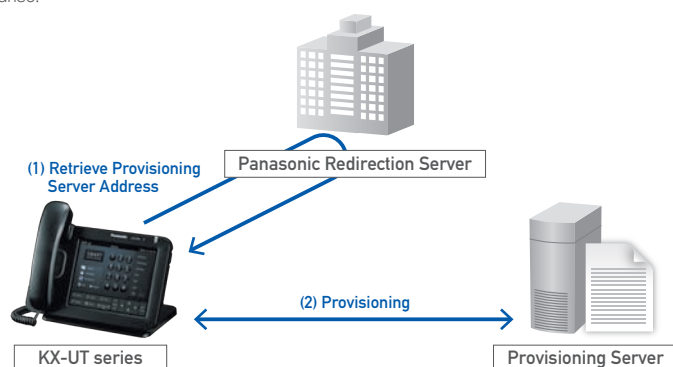 Panasonic Redirection Server
(1) Retrieve Provisioning
Server Address
(2) Provisioning
KX-UT series
Provisioning Server